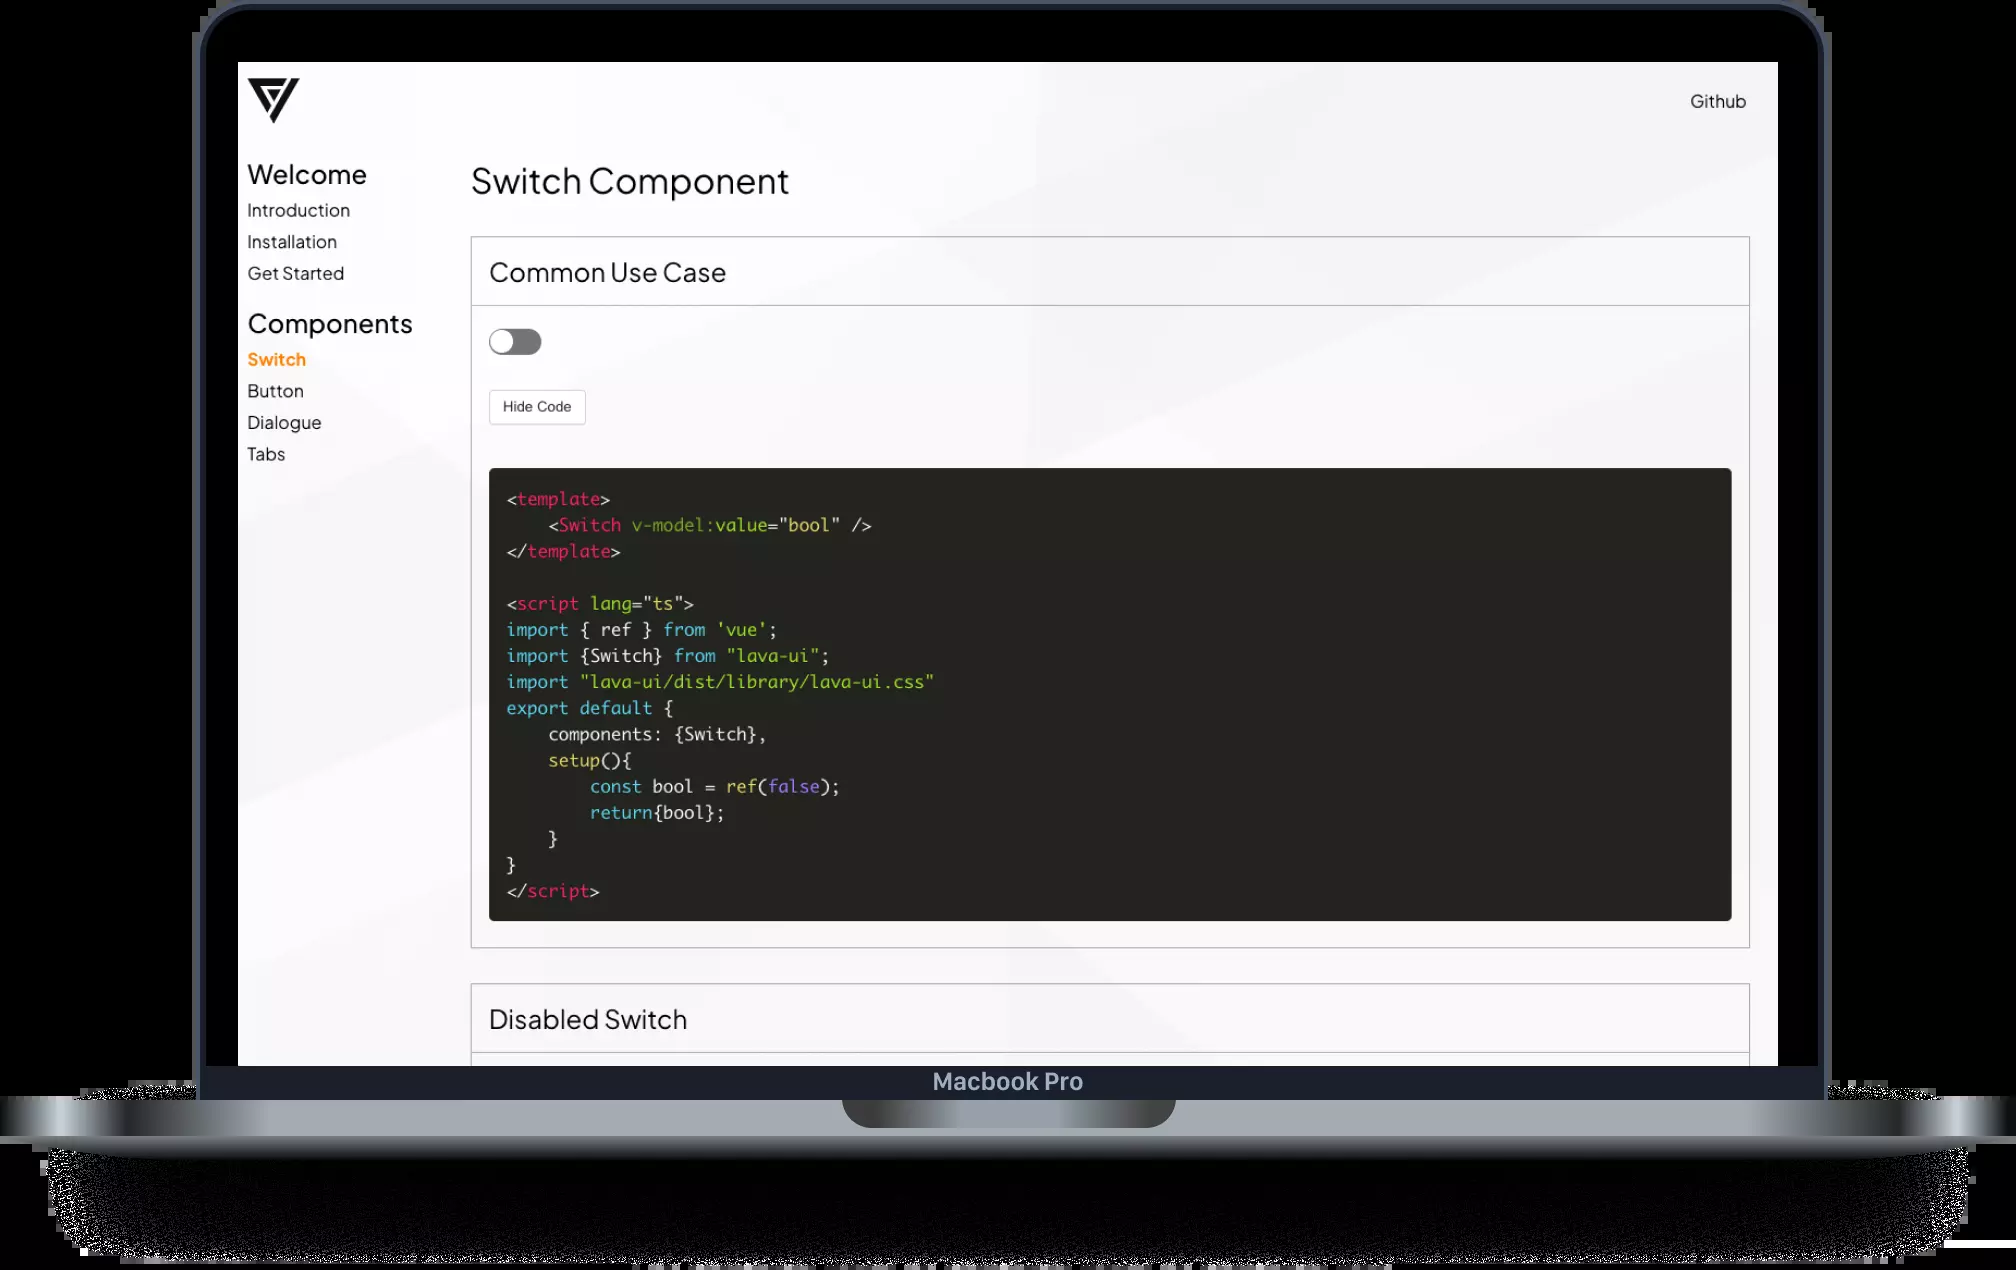 Github
Welcome
Introduction
Installation
Get Started
Components
Switch
Button
Dialogue
Tabs
Switch Component
Common Use Case
Hide Code
<template>
    <Switch v-model:value="bool" />
</template>

<script lang="ts">
import { ref } from 'vue';
import {Switch} from "lava-ui";
import "lava-ui/dist/library/lava-ui.css"
export default {
    components: {Switch},
    setup(){
        const bool = ref(false);
        return{bool};
    }
}
</script>
Disabled Switch
Macbook Pro